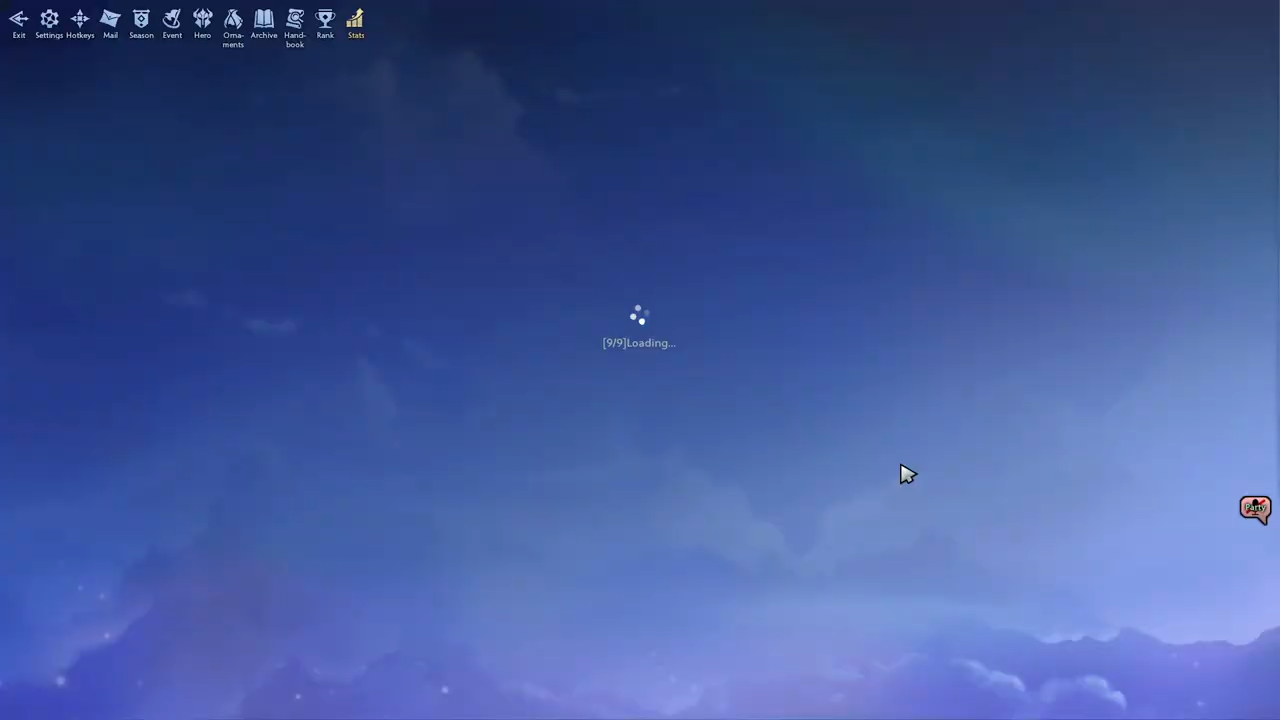 Exit Settings Hotkeys Mail Season Event Hero Orna-
ments Archive Hand-
book Rank Stats
[9/9]Loading...
Party